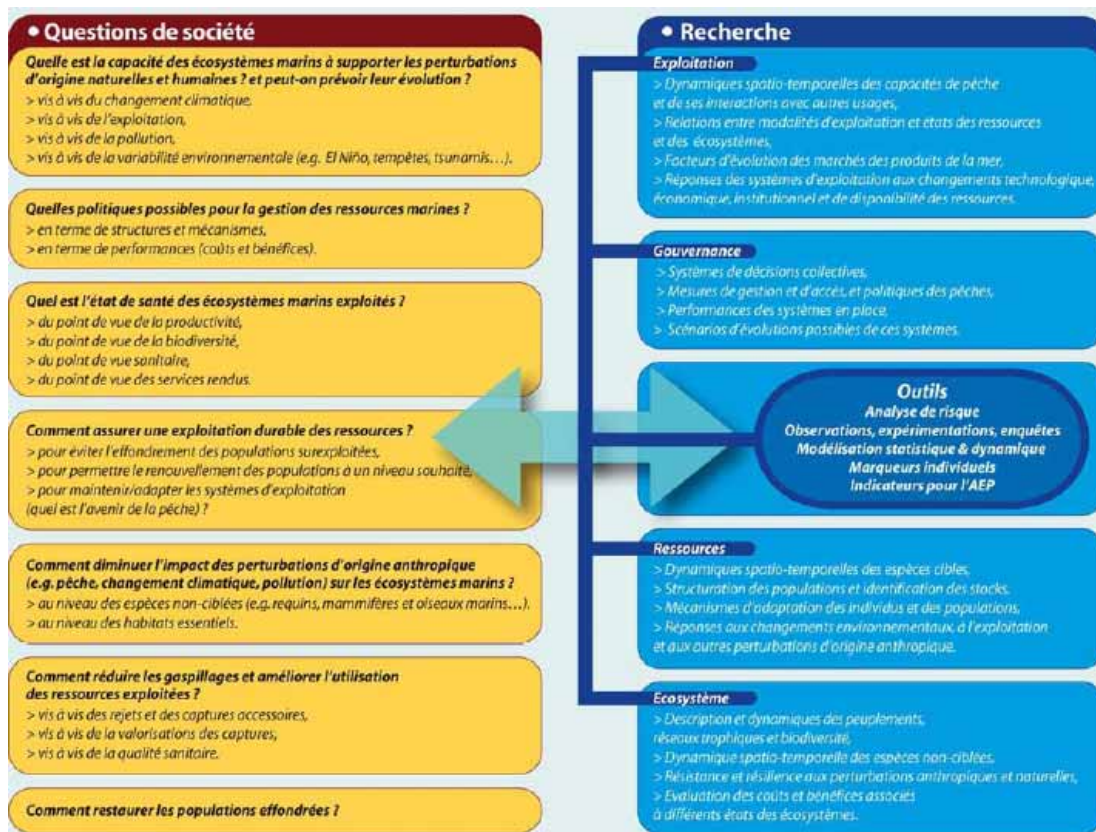 • Questions de société
Quelle est la capacité des écosystèmes marins à supporter les perturbations
d'origine naturelles et humaines ? et peut-on prévoir leur évolution ?
> vis à vis du changement climatique,
> vis à vis de l'exploitation,
> vis à vis de la pollution,
> vis à vis de la variabilité environnementale (e.g. El Niño, tempêtes, tsunamis…).
Quelles politiques possibles pour la gestion des ressources marines ?
> en terme de structures et mécanismes,
> en terme de performances (coûts et bénéfices).
Quel est l'état de santé des écosystèmes marins exploités ?
> du point de vue de la productivité,
> du point de vue de la biodiversité,
> du point de vue sanitaire,
> du point de vue des services rendus.
Comment assurer une exploitation durable des ressources ?
> pour éviter l'effondrement des populations surexploitées,
> pour permettre le renouvellement des populations à un niveau souhaité,
> pour maintenir/adapter les systèmes d'exploitation
(quel est l'avenir de la pêche) ?
Comment diminuer l'impact des perturbations d'origine anthropique
(e.g. pêche, changement climatique, pollution) sur les écosystèmes marins ?
> au niveau des espèces non-ciblées (e.g. requins, mammifères et oiseaux marins…).
> au niveau des habitats essentiels.
Comment réduire les gaspillages et améliorer l'utilisation
des ressources exploitées ?
> vis à vis des rejets et des captures accessoires,
> vis à vis de la valorisations des captures,
> vis à vis de la qualité sanitaire.
Comment restaurer les populations effondrées ?
• Recherche
Exploitation
> Dynamiques spatio-temporelles des capacités de pêche
et de ses interactions avec autres usages,
> Relations entre modalités d'exploitation et états des ressources
et des écosystèmes,
> Facteurs d'évolution des marchés des produits de la mer,
> Réponses des systèmes d'exploitation aux changements technologique,
économique, institutionnel et de disponibilité des ressources.
Gouvernance
> Systèmes de décisions collectives,
> Mesures de gestion et d'accès, et politiques des pêches,
> Performances des systèmes en place,
> Scénarios d'évolutions possibles de ces systèmes.
Outils
Analyse de risque
Observations, expérimentations, enquêtes
Modélisation statistique & dynamique
Marqueurs individuels
Indicateurs pour l'AEP
Ressources
> Dynamiques spatio-temporelles des espèces cibles,
> Structuration des populations et identification des stocks,
> Mécanismes d'adaptation des individus et des populations,
> Réponses aux changements environnementaux, à l'exploitation
et aux autres perturbations d'origine anthropique.
Ecosystème
> Description et dynamiques des peuplements,
réseaux trophiques et biodiversité,
> Dynamique spatio-temporelle des espèces non-ciblées,
> Résistance et résilience aux perturbations anthropiques et naturelles,
> Evaluation des coûts et bénéfices associés
à différents états des écosystèmes.